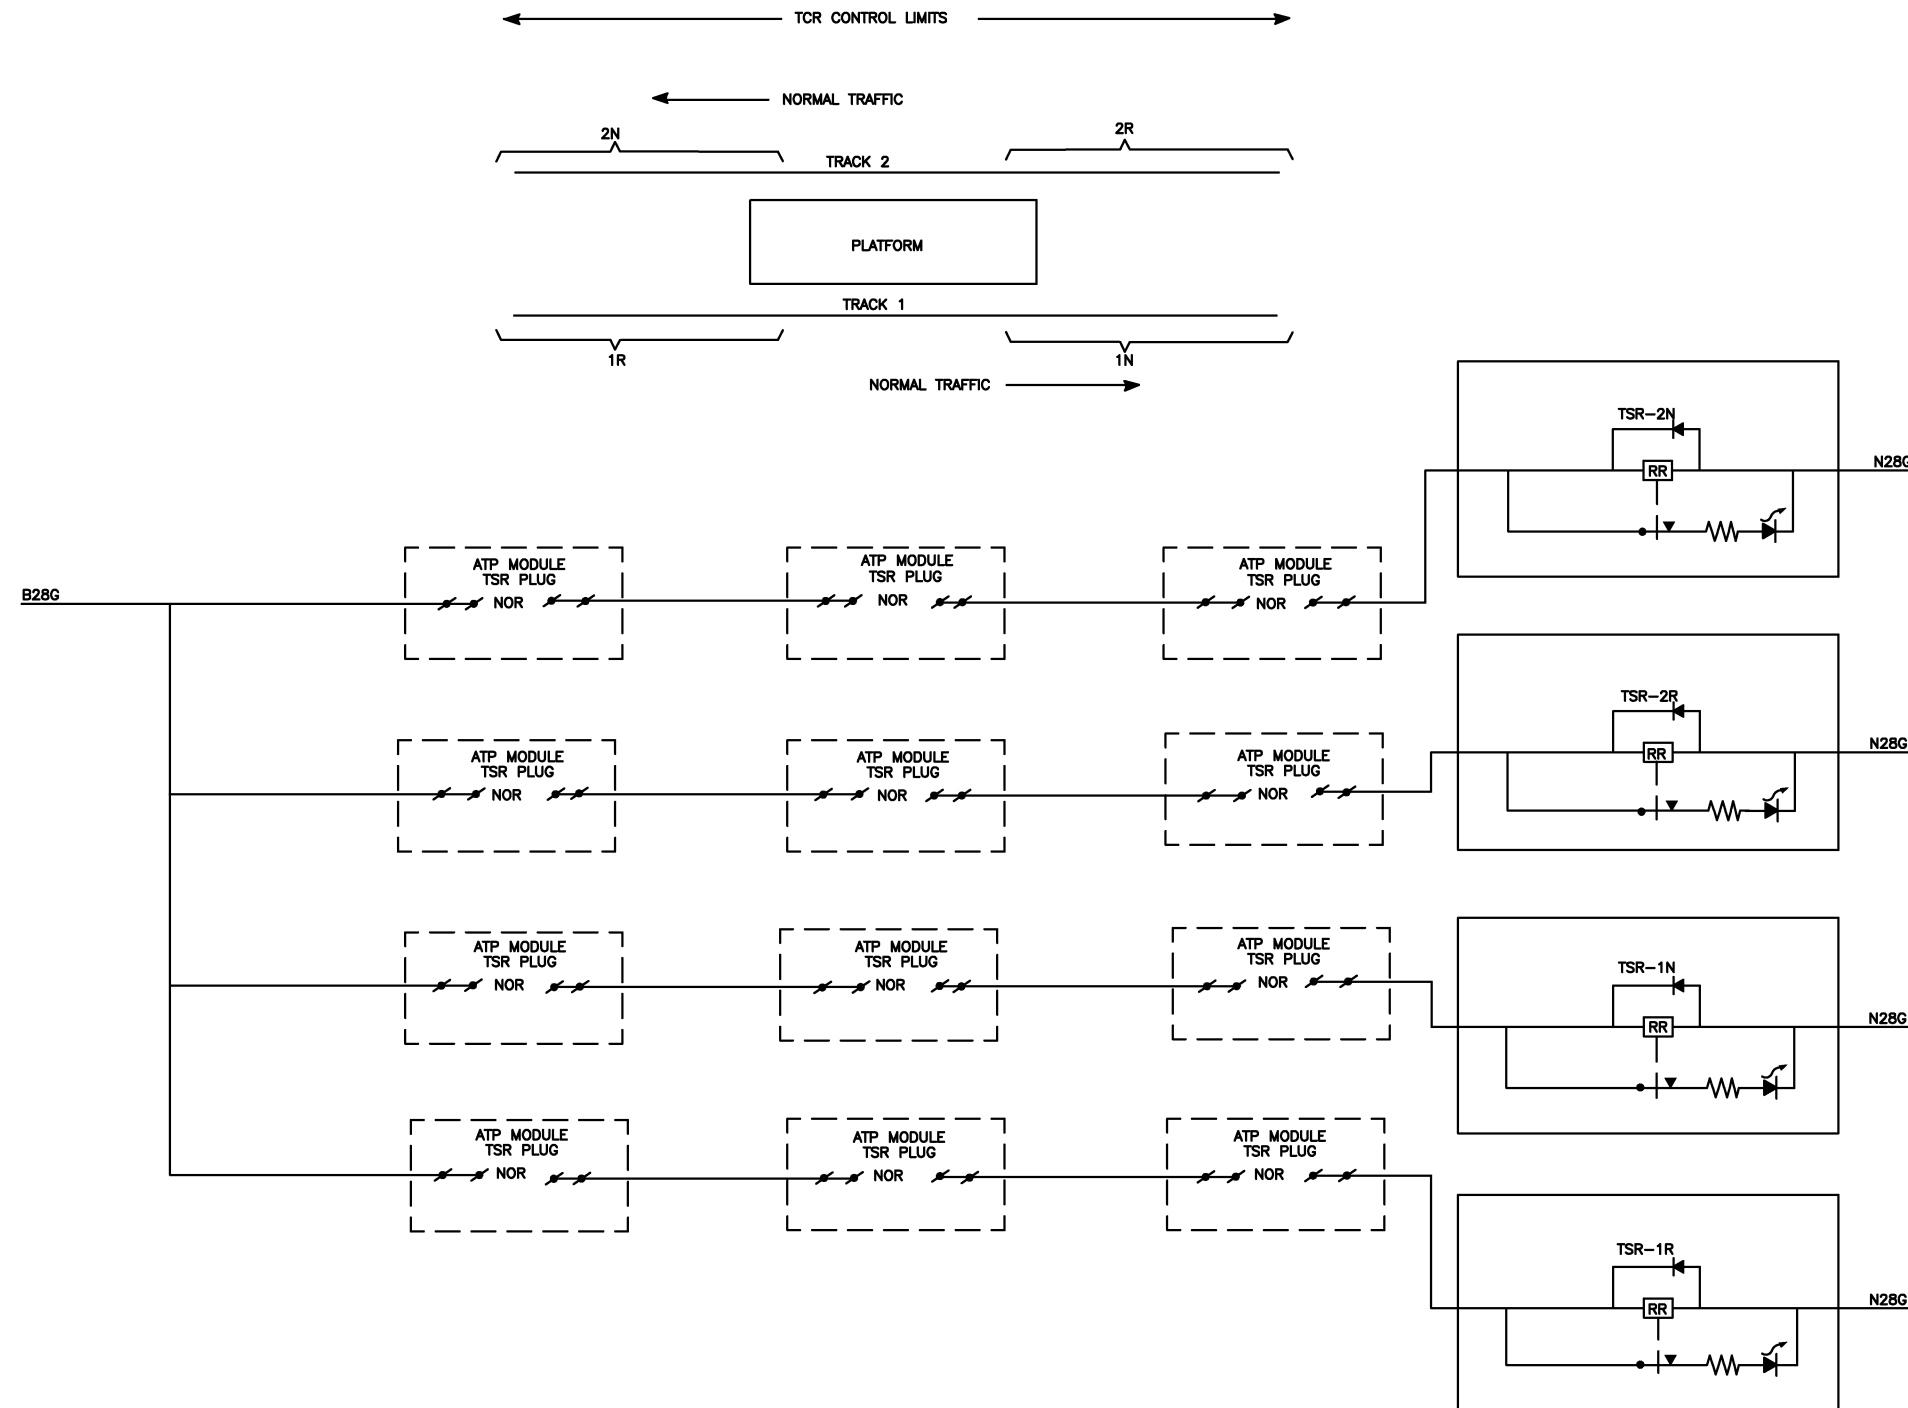 TCR CONTROL LIMITS
NORMAL TRAFFIC
2N
2R
TRACK 2
PLATFORM
TRACK 1
1R
1N
NORMAL TRAFFIC
TSR-2N
RR
N28G
B28G
ATP MODULE
TSR PLUG
NOR
ATP MODULE
TSR PLUG
NOR
ATP MODULE
TSR PLUG
NOR
TSR-2R
RR
N28G
ATP MODULE
TSR PLUG
NOR
ATP MODULE
TSR PLUG
NOR
ATP MODULE
TSR PLUG
NOR
TSR-1N
RR
N28G
ATP MODULE
TSR PLUG
NOR
ATP MODULE
TSR PLUG
NOR
ATP MODULE
TSR PLUG
NOR
TSR-1R
RR
N28G
ATP MODULE
TSR PLUG
NOR
ATP MODULE
TSR PLUG
NOR
ATP MODULE
TSR PLUG
NOR